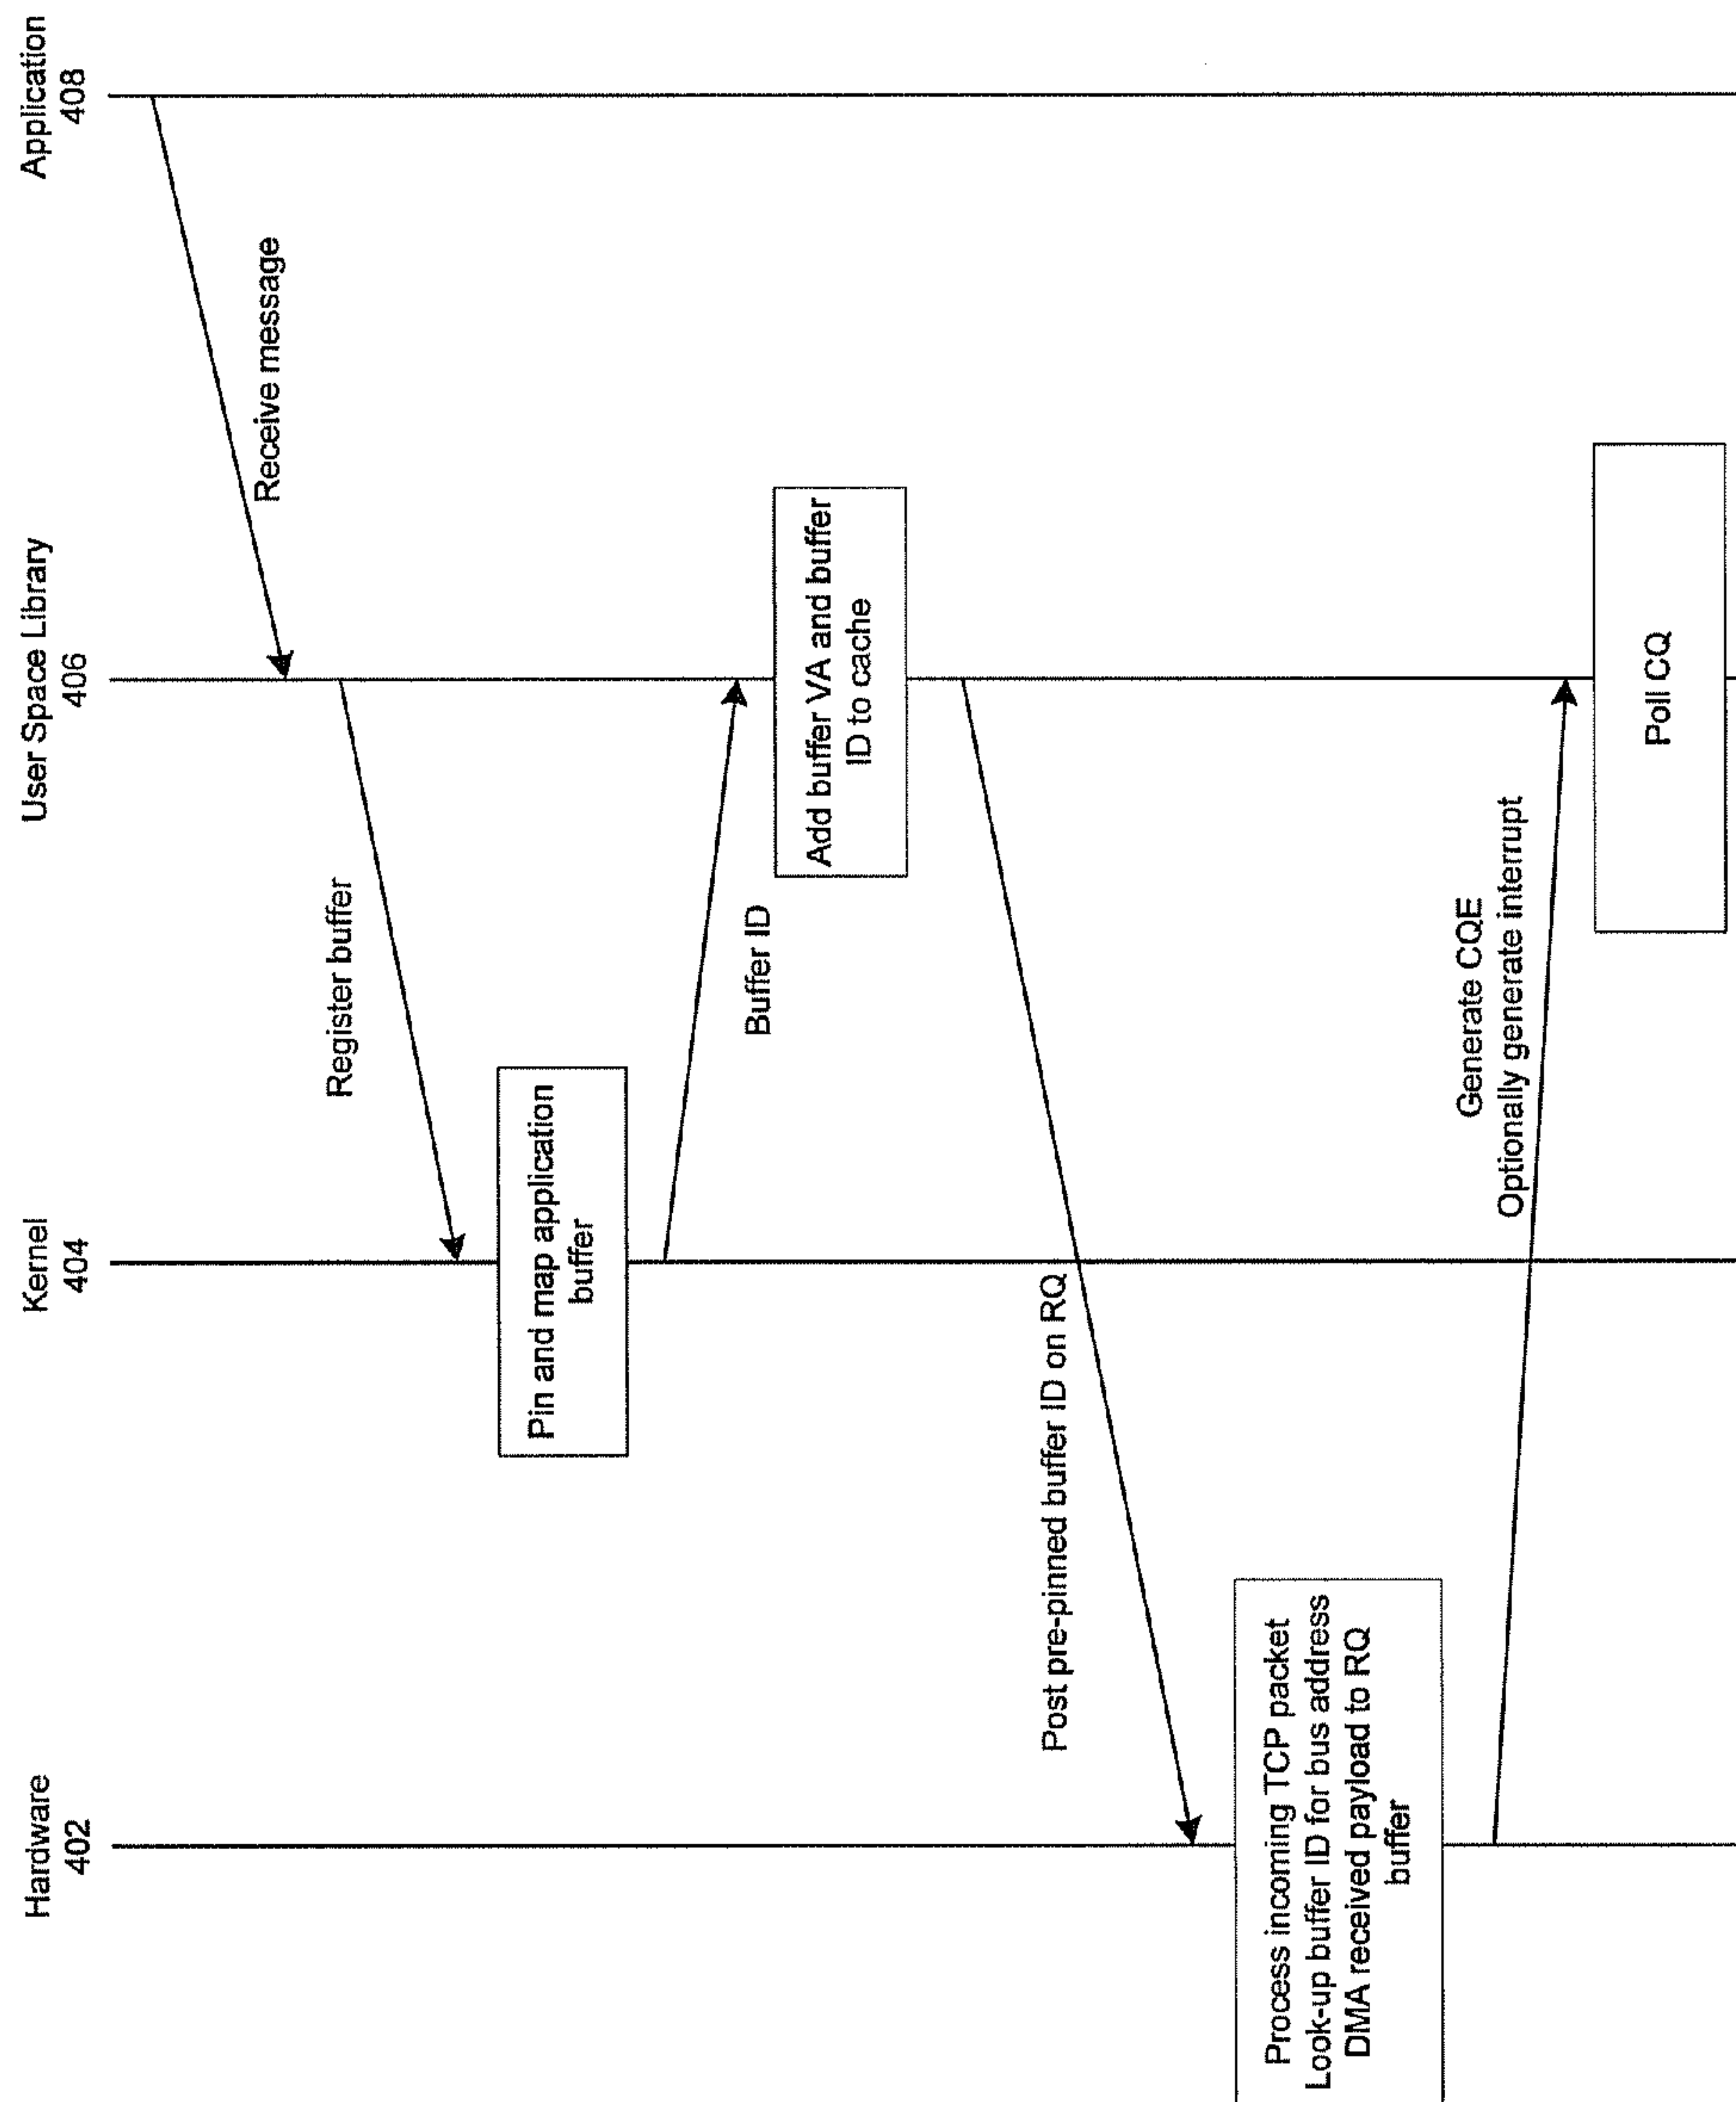 Hardware
402
Kernel
404
User Space Library
406
Application
408
Receive message
Register buffer
Pin and map application
buffer
Buffer ID
Add buffer VA and buffer
ID to cache
Post pre-pinned buffer ID on RQ
Process incoming TCP packet
Look-up buffer ID for bus address
DMA received payload to RQ
buffer
Generate CQE
Optionally generate interrupt
Poll CQ